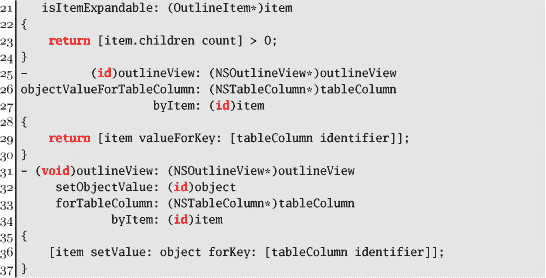 21 isItemExpandable: (OutlineItem*)item
22 {
23 return [item.children count] > 0;
24 }
25 - (id)outlineView: (NSOutlineView*)outlineView
26 objectValueForTableColumn: (NSTableColumn*)tableColumn
27 byItem: (id)item
28 {
29 return [item valueForKey: [tableColumn identifier]];
30 }
31 - (void)outlineView: (NSOutlineView*)outlineView
32 setObjectValue: (id)object
33 forTableColumn: (NSTableColumn*)tableColumn
34 byItem: (id)item
35 {
36 [item setValue: object forKey: [tableColumn identifier]];
37 }